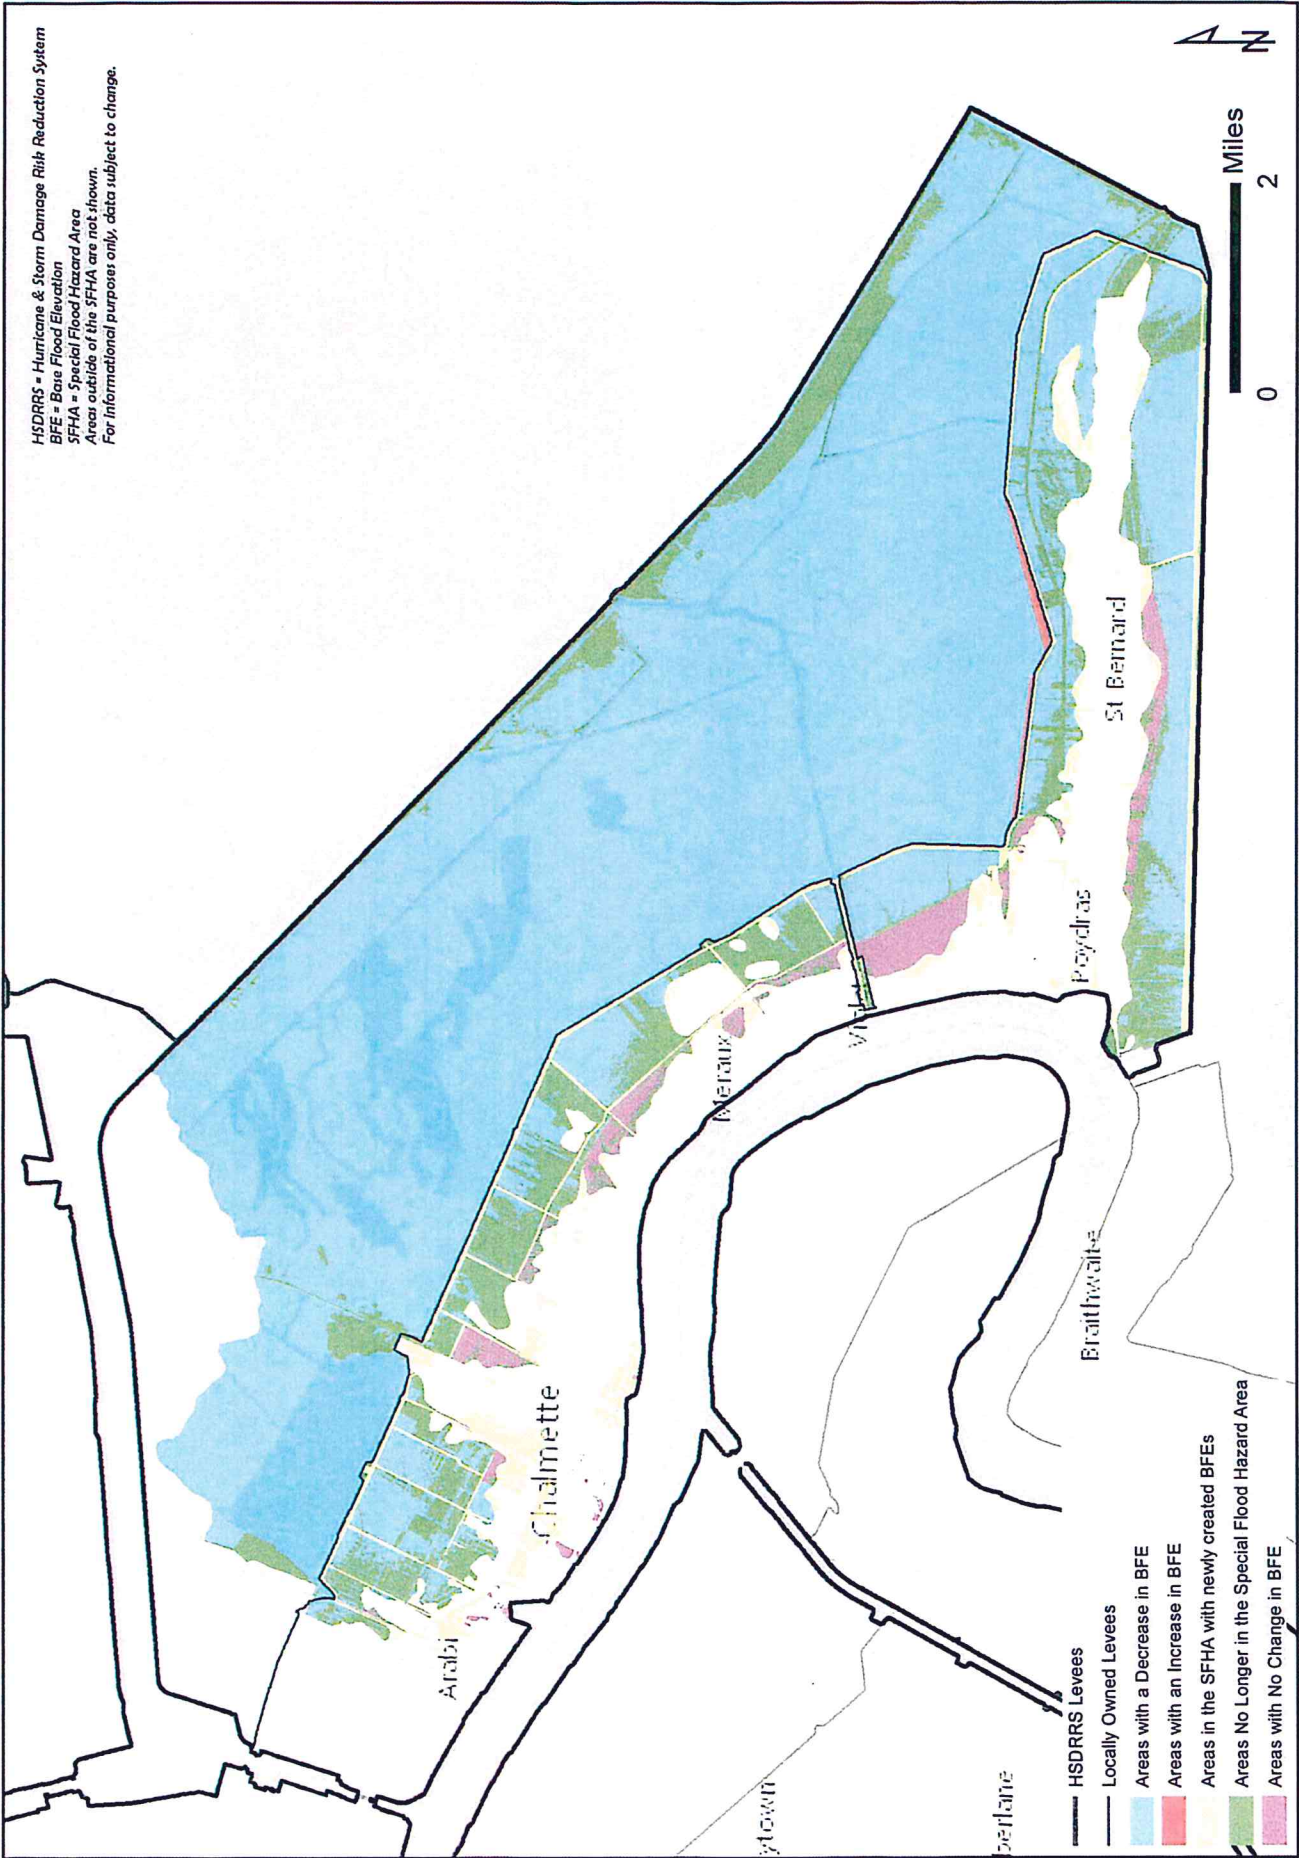 HSDRRS = Hurricane & Storm Damage Risk Reduction System
BFE = Base Flood Elevation
SFHA = Special Flood Hazard Area
Areas outside of the SFHA are not shown.
For informational purposes only, data subject to change.
N
Arabi
Chalmette
Meraux
Poydras
St Bernard
Braithwaite
ytown
perlane
Miles
0 2
HSDRRS Levees
Locally Owned Levees
Areas with a Decrease in BFE
Areas with an Increase in BFE
Areas in the SFHA with newly created BFEs
Areas No Longer in the Special Flood Hazard Area
Areas with No Change in BFE